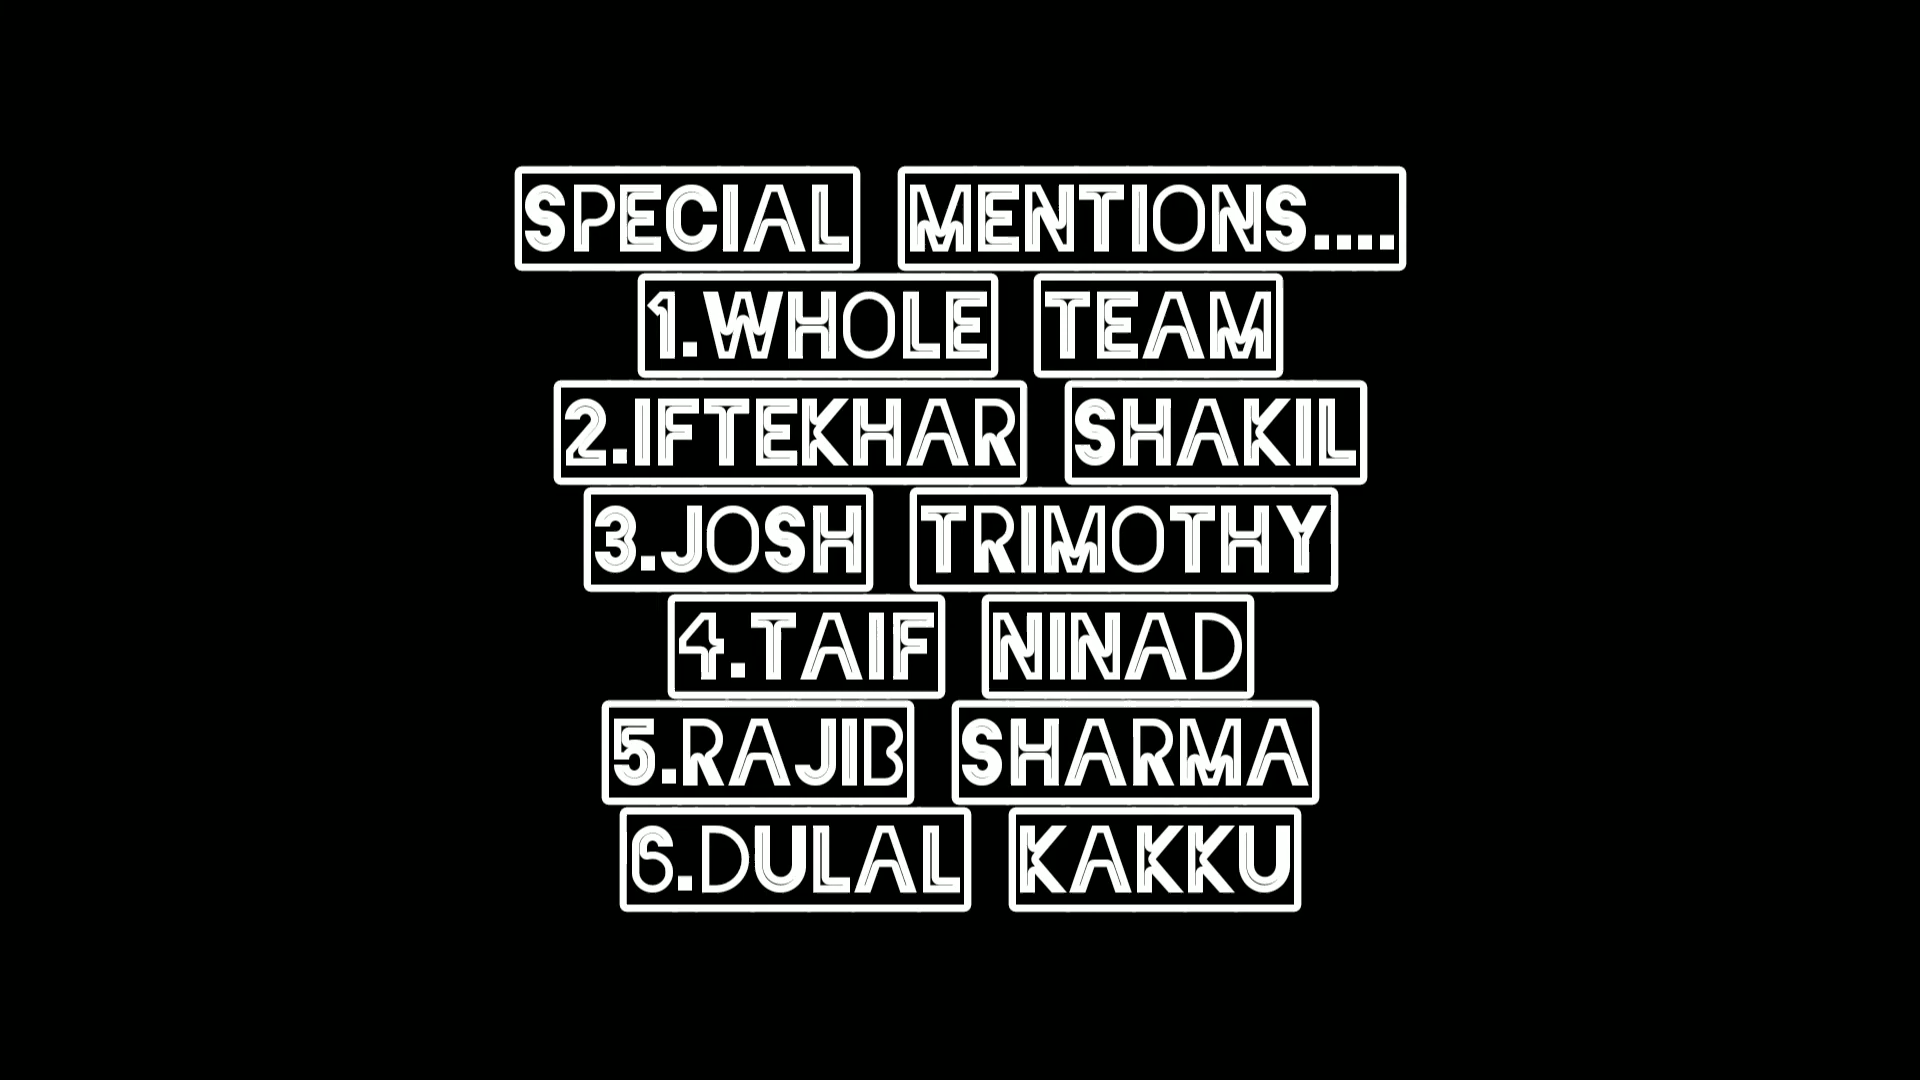 SPECIAL MENTIONS....
1.WHOLE TEAM
2.IFTEKHAR SHAKIL
3.JOSH TRIMOTHY
4.TAIF NINAD
5.RAJIB SHARMA
6.DULAL KAKKU